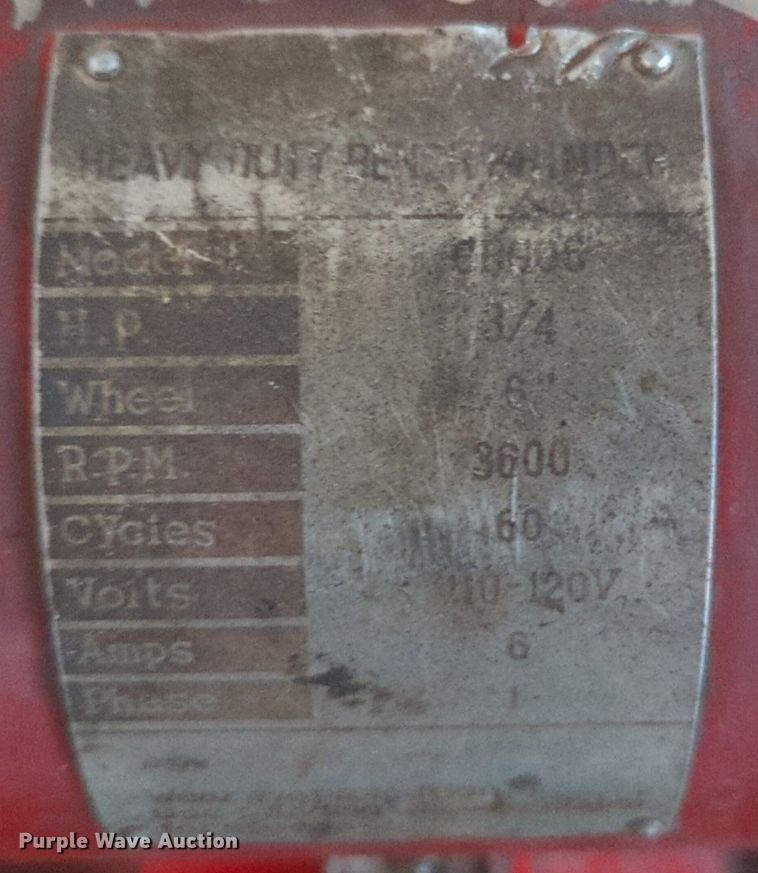 HEAVY DUTY BENCH GRINDER
Model
H.P. 3/4
Wheel 6"
R.P.M. 3600
Cycles 60
Volts 110-120V
Amps 6
Phase 1
Purple Wave Auction